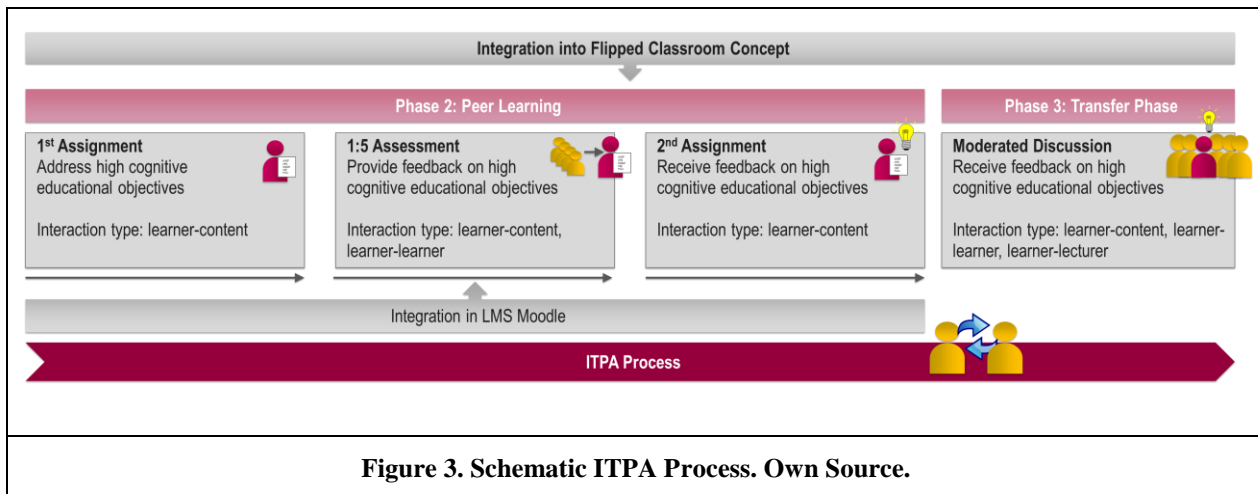 Integration into Flipped Classroom Concept
Phase 2: Peer Learning
Phase 3: Transfer Phase
1st Assignment
Address high cognitive
educational objectives
Interaction type: learner-content
1:5 Assessment
Provide feedback on high
cognitive educational objectives
Interaction type: learner-content,
learner-learner
2nd Assignment
Receive feedback on high
cognitive educational objectives
Interaction type: learner-content
Moderated Discussion
Receive feedback on high
cognitive educational objectives
Interaction type: learner-content, learner-
learner, learner-lecturer
Integration in LMS Moodle
ITPA Process
Figure 3. Schematic ITPA Process. Own Source.